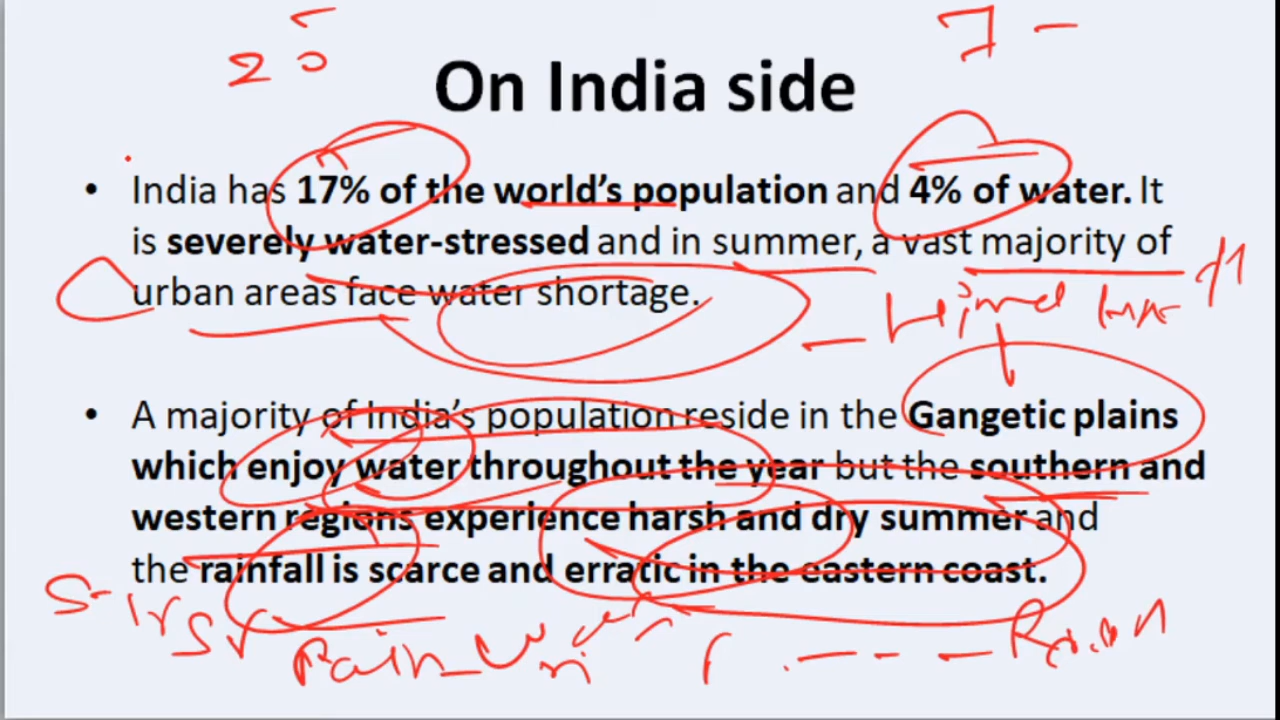 20
7 -
On India side
• India has 17% of the world's population and 4% of water. It
is severely water-stressed and in summer, a vast majority of
urban areas face water shortage.
• A majority of India's population reside in the Gangetic plains
which enjoy water throughout the year but the southern and
western regions experience harsh and dry summer and
the rainfall is scarce and erratic in the eastern coast.
Rain